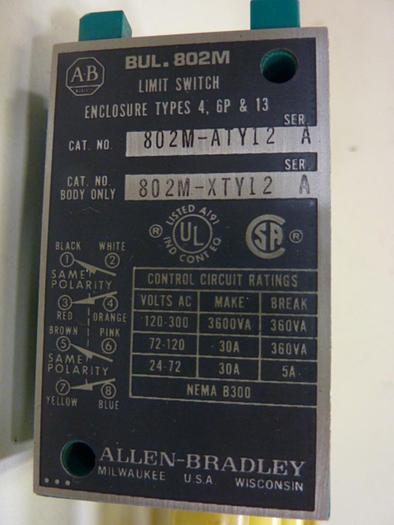 A-B
BUL. 802M
LIMIT SWITCH
ENCLOSURE TYPES 4, 6P & 13
SER
CAT. NO. 802M-ATY12 A
SER
CAT. NO. BODY ONLY 802M-XTY12 A
® LISTED A191 UL IND CONT EQ
® SA
BLACK WHITE
1 2
SAME POLARITY
3 4
RED ORANGE
BROWN PINK
5 6
SAME POLARITY
7 8
YELLOW BLUE
CONTROL CIRCUIT RATINGS
VOLTS AC MAKE BREAK
120-300 3600VA 360VA
72-120 30A 360VA
24-72 30A 5A
NEMA B300
ALLEN-BRADLEY
MILWAUKEE U.S.A WISCONSIN